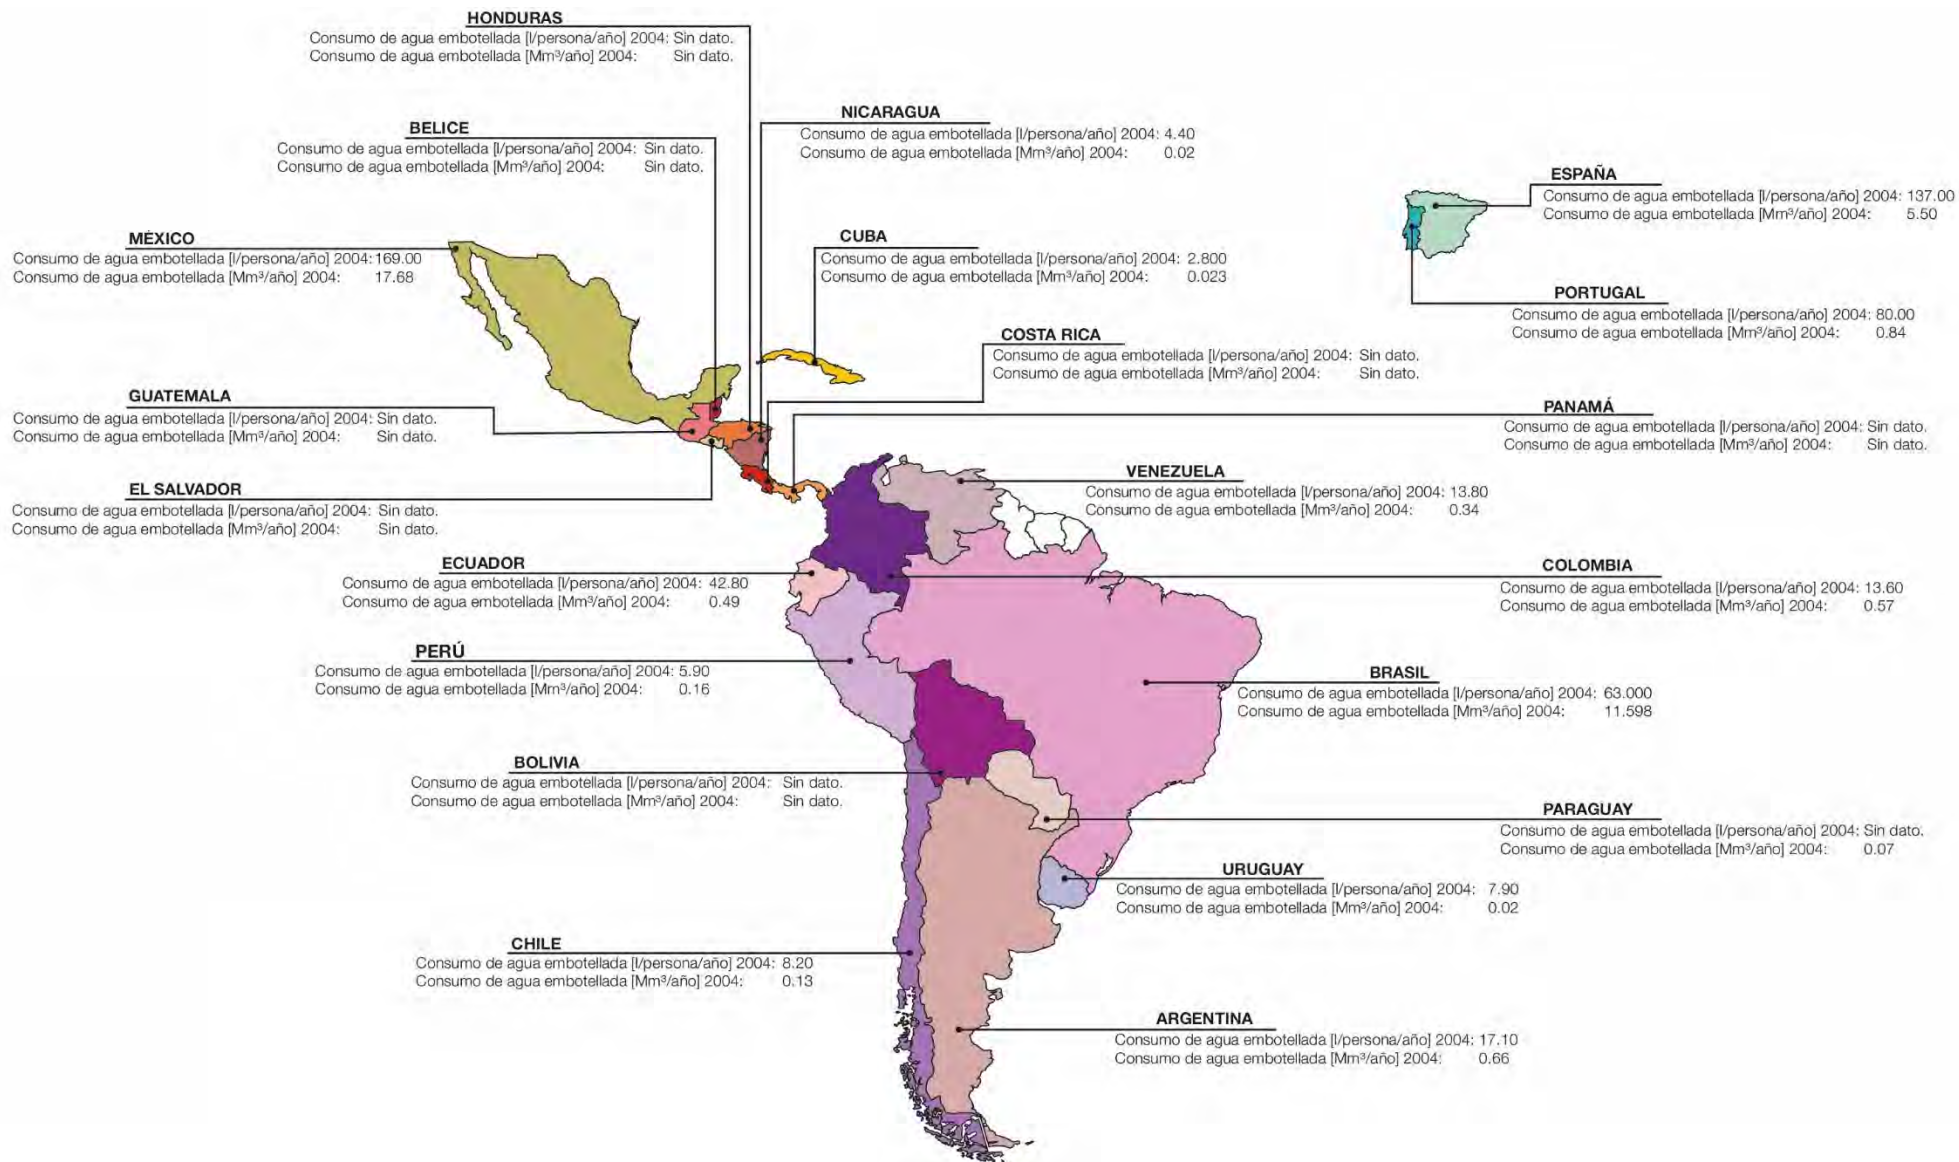 HONDURAS
Consumo de agua embotellada [l/persona/año] 2004: Sin dato.
Consumo de agua embotellada [Mm³/año] 2004: Sin dato.
NICARAGUA
Consumo de agua embotellada [l/persona/año] 2004: 4.40
Consumo de agua embotellada [Mm³/año] 2004: 0.02
BELICE
Consumo de agua embotellada [l/persona/año] 2004: Sin dato.
Consumo de agua embotellada [Mm³/año] 2004: Sin dato.
ESPAÑA
Consumo de agua embotellada [l/persona/año] 2004: 137.00
Consumo de agua embotellada [Mm³/año] 2004: 5.50
MÉXICO
Consumo de agua embotellada [l/persona/año] 2004: 169.00
Consumo de agua embotellada [Mm³/año] 2004: 17.68
CUBA
Consumo de agua embotellada [l/persona/año] 2004: 2.800
Consumo de agua embotellada [Mm³/año] 2004: 0.023
PORTUGAL
Consumo de agua embotellada [l/persona/año] 2004: 80.00
Consumo de agua embotellada [Mm³/año] 2004: 0.84
COSTA RICA
Consumo de agua embotellada [l/persona/año] 2004: Sin dato.
Consumo de agua embotellada [Mm³/año] 2004: Sin dato.
GUATEMALA
Consumo de agua embotellada [l/persona/año] 2004: Sin dato.
Consumo de agua embotellada [Mm³/año] 2004: Sin dato.
PANAMÁ
Consumo de agua embotellada [l/persona/año] 2004: Sin dato.
Consumo de agua embotellada [Mm³/año] 2004: Sin dato.
VENEZUELA
Consumo de agua embotellada [l/persona/año] 2004: 13.80
Consumo de agua embotellada [Mm³/año] 2004: 0.34
EL SALVADOR
Consumo de agua embotellada [l/persona/año] 2004: Sin dato.
Consumo de agua embotellada [Mm³/año] 2004: Sin dato.
ECUADOR
Consumo de agua embotellada [l/persona/año] 2004: 42.80
Consumo de agua embotellada [Mm³/año] 2004: 0.49
COLOMBIA
Consumo de agua embotellada [l/persona/año] 2004: 13.60
Consumo de agua embotellada [Mm³/año] 2004: 0.57
PERÚ
Consumo de agua embotellada [l/persona/año] 2004: 5.90
Consumo de agua embotellada [Mm³/año] 2004: 0.16
BRASIL
Consumo de agua embotellada [l/persona/año] 2004: 63.000
Consumo de agua embotellada [Mm³/año] 2004: 11.598
BOLIVIA
Consumo de agua embotellada [l/persona/año] 2004: Sin dato.
Consumo de agua embotellada [Mm³/año] 2004: Sin dato.
PARAGUAY
Consumo de agua embotellada [l/persona/año] 2004: Sin dato.
Consumo de agua embotellada [Mm³/año] 2004: 0.07
URUGUAY
Consumo de agua embotellada [l/persona/año] 2004: 7.90
Consumo de agua embotellada [Mm³/año] 2004: 0.02
CHILE
Consumo de agua embotellada [l/persona/año] 2004: 8.20
Consumo de agua embotellada [Mm³/año] 2004: 0.13
ARGENTINA
Consumo de agua embotellada [l/persona/año] 2004: 17.10
Consumo de agua embotellada [Mm³/año] 2004: 0.66